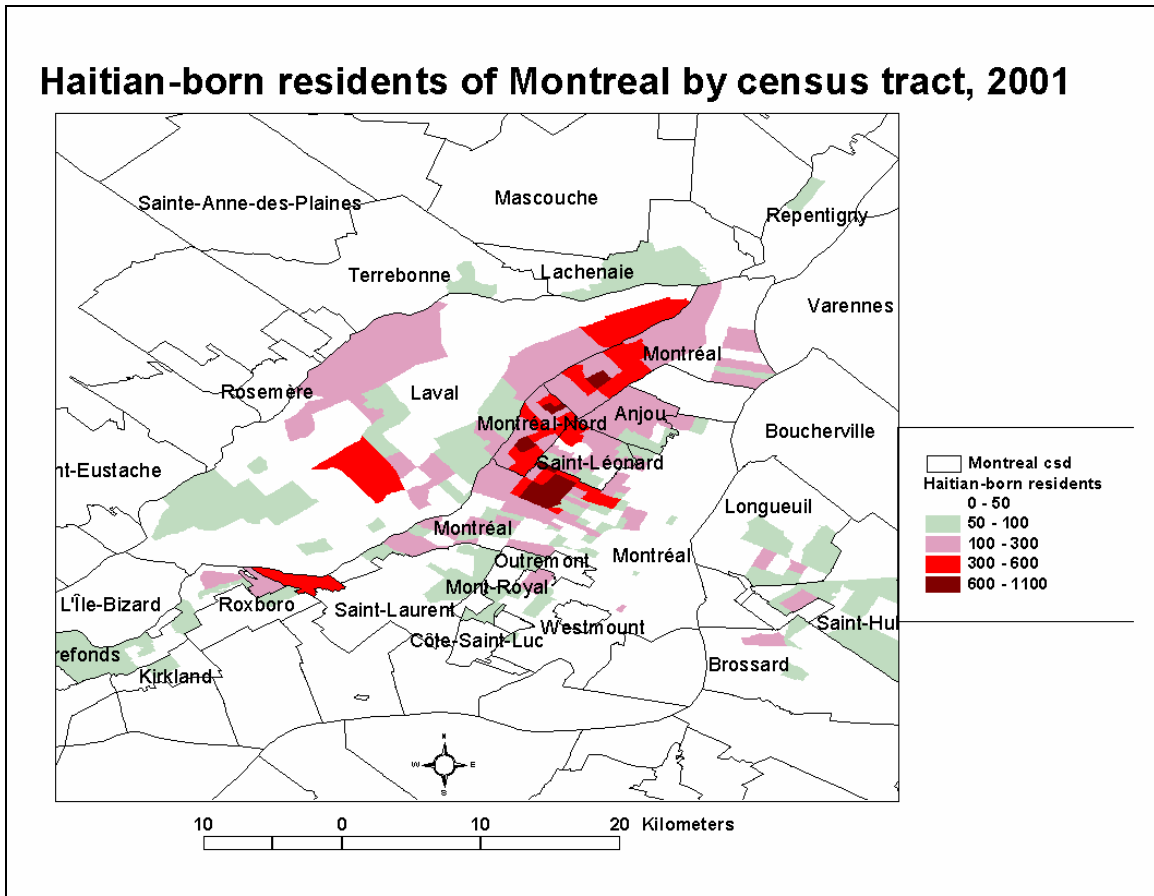 Haitian-born residents of Montreal by census tract, 2001
Sainte-Anne-des-Plaines
Mascouche
Repentigny
Terrebonne
Lachenaie
Varennes
Montréal
Rosemère
Laval
Montréal-Nord
Anjou
Boucherville
nt-Eustache
Saint-Léonard
Longueuil
Montréal
Outremont
Montréal
Mont-Royal
L'Île-Bizard
Roxboro
Saint-Laurent
Westmount
Saint-Hul
Côte-Saint-Luc
refonds
Kirkland
Brossard
Montreal csd
Haitian-born residents
0 - 50
50 - 100
100 - 300
300 - 600
600 - 1100
N
W E
S
10 0 10 20 Kilometers